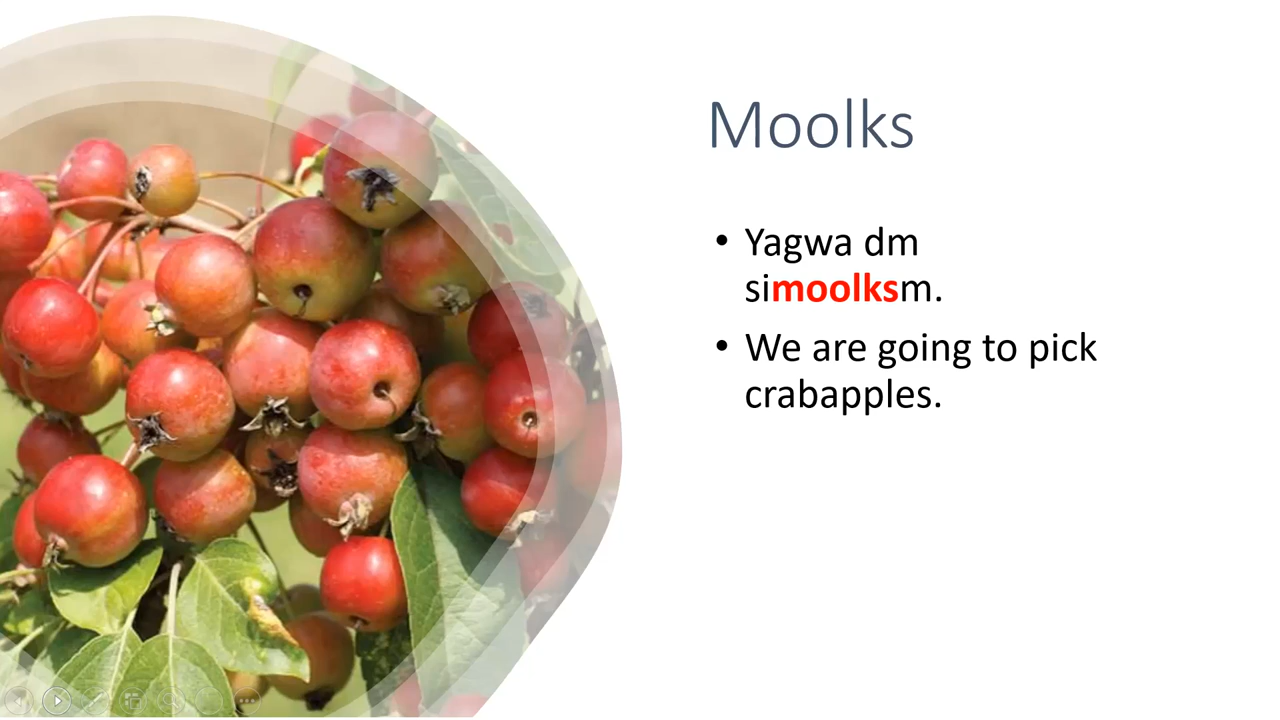 Moolks
• Yagwa dm
simoolksm.
• We are going to pick
crabapples.